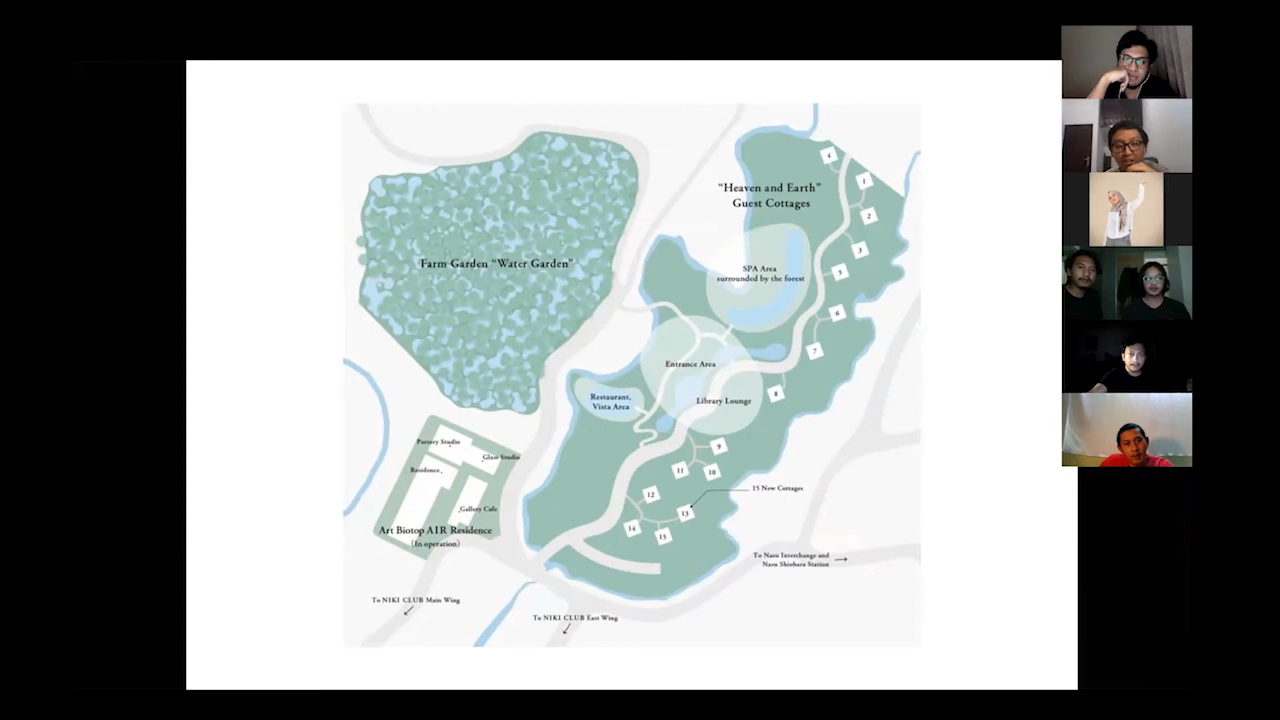 “Heaven and Earth”
Guest Cottages
Farm Garden “Water Garden”
SPA Area
surrounded by the forest
Entrance Area
Restaurant,
Vista Area
Library Lounge
4
1
2
3
5
6
7
8
9
11
10
12
13
14
15
15 New Cottages
Pottery Studio
Glass Studio
Residence
Gallery Cafe
Art Biotop AIR Residence
(In operation)
To Nasu Interchange and
Nasu Shiobara Station
To NIKI CLUB Main Wing
To NIKI CLUB East Wing